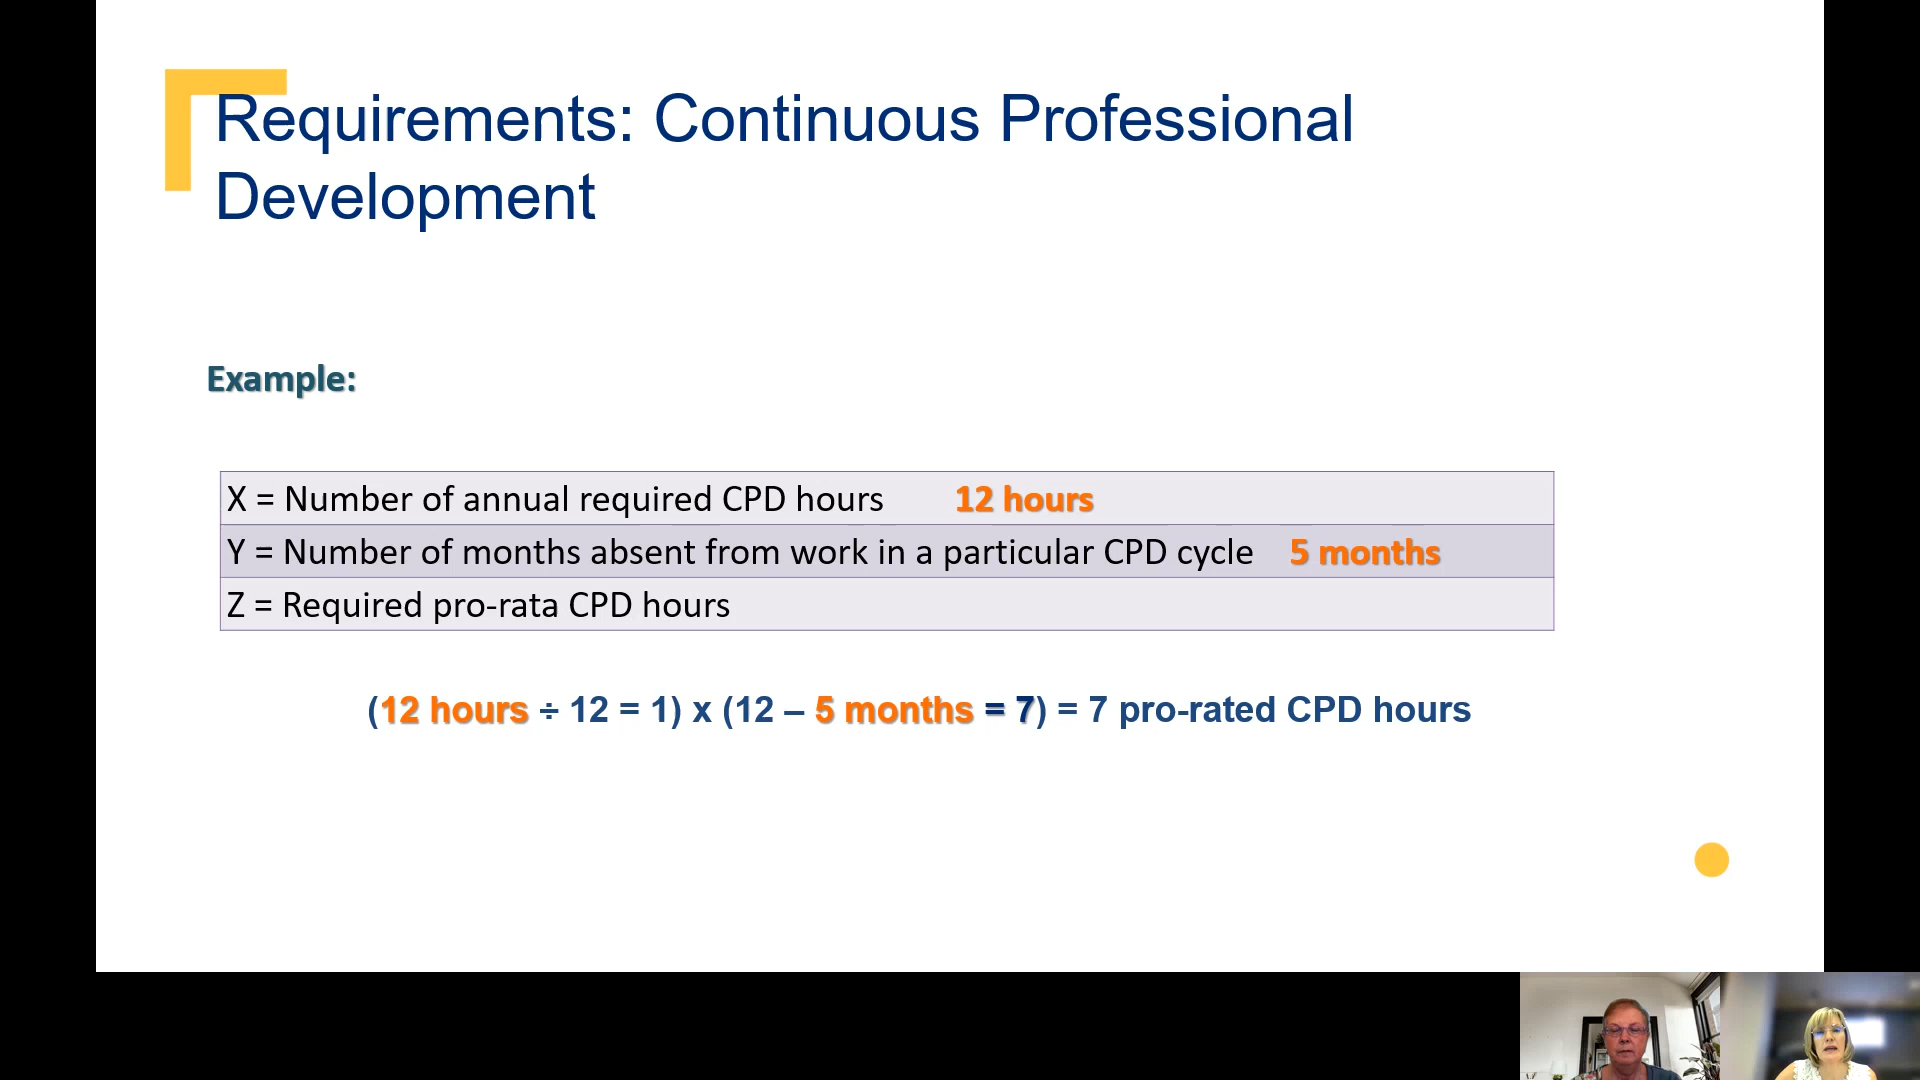 Requirements: Continuous Professional
Development
Example:
X = Number of annual required CPD hours 12 hours
Y = Number of months absent from work in a particular CPD cycle 5 months
Z = Required pro-rata CPD hours
(12 hours ÷ 12 = 1) x (12 – 5 months = 7) = 7 pro-rated CPD hours